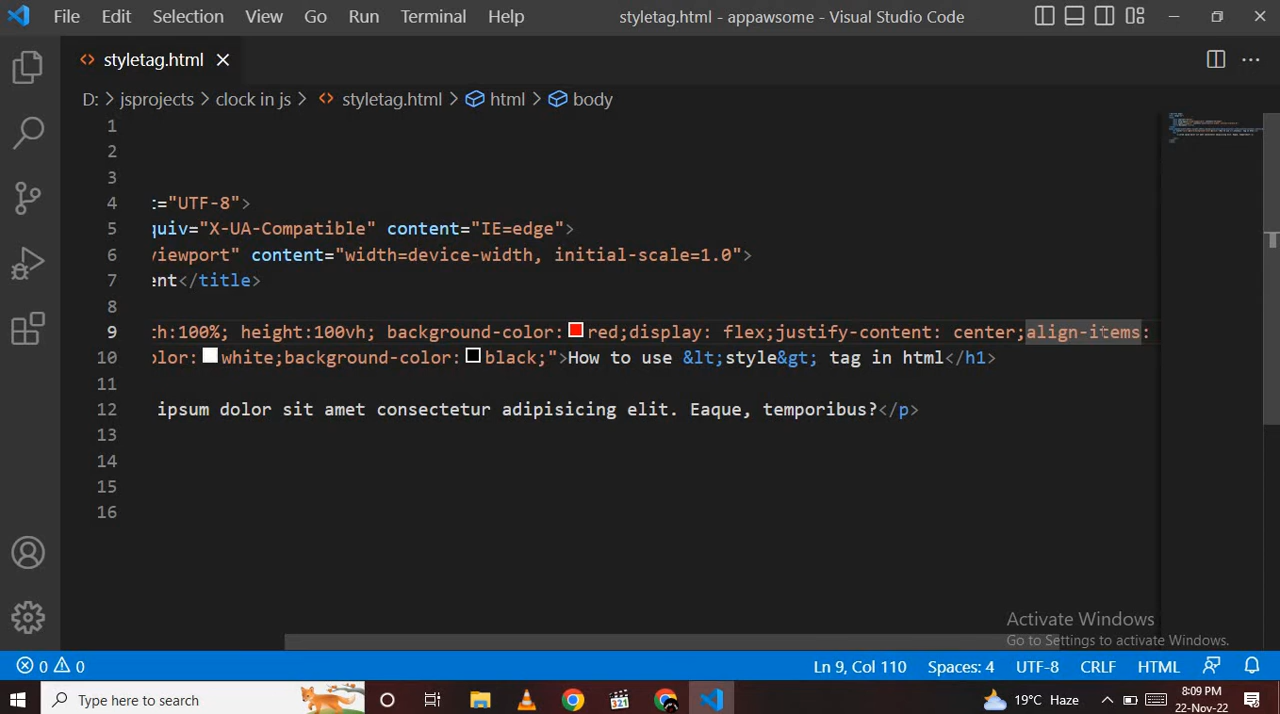 File Edit Selection View Go Run Terminal Help styletag.html - appawsome - Visual Studio Code
styletag.html
D: > jsprojects > clock in js > styletag.html > html > body
1
2
3
4 ="UTF-8">
5 quiv="X-UA-Compatible" content="IE=edge">
6 viewport" content="width=device-width, initial-scale=1.0">
7 ent</title>
8
9 th:100%; height:100vh; background-color: red;display: flex;justify-content: center;align-items:
10 olor: white;background-color: black;">How to use &lt;style&gt; tag in html</h1>
11
12 ipsum dolor sit amet consectetur adipisicing elit. Eaque, temporibus?</p>
13
14
15
16
Activate Windows
Go to Settings to activate Windows.
0 0 Ln 9, Col 110 Spaces: 4 UTF-8 CRLF HTML
Type here to search 321 19°C Haze 8:09 PM
22-Nov-22